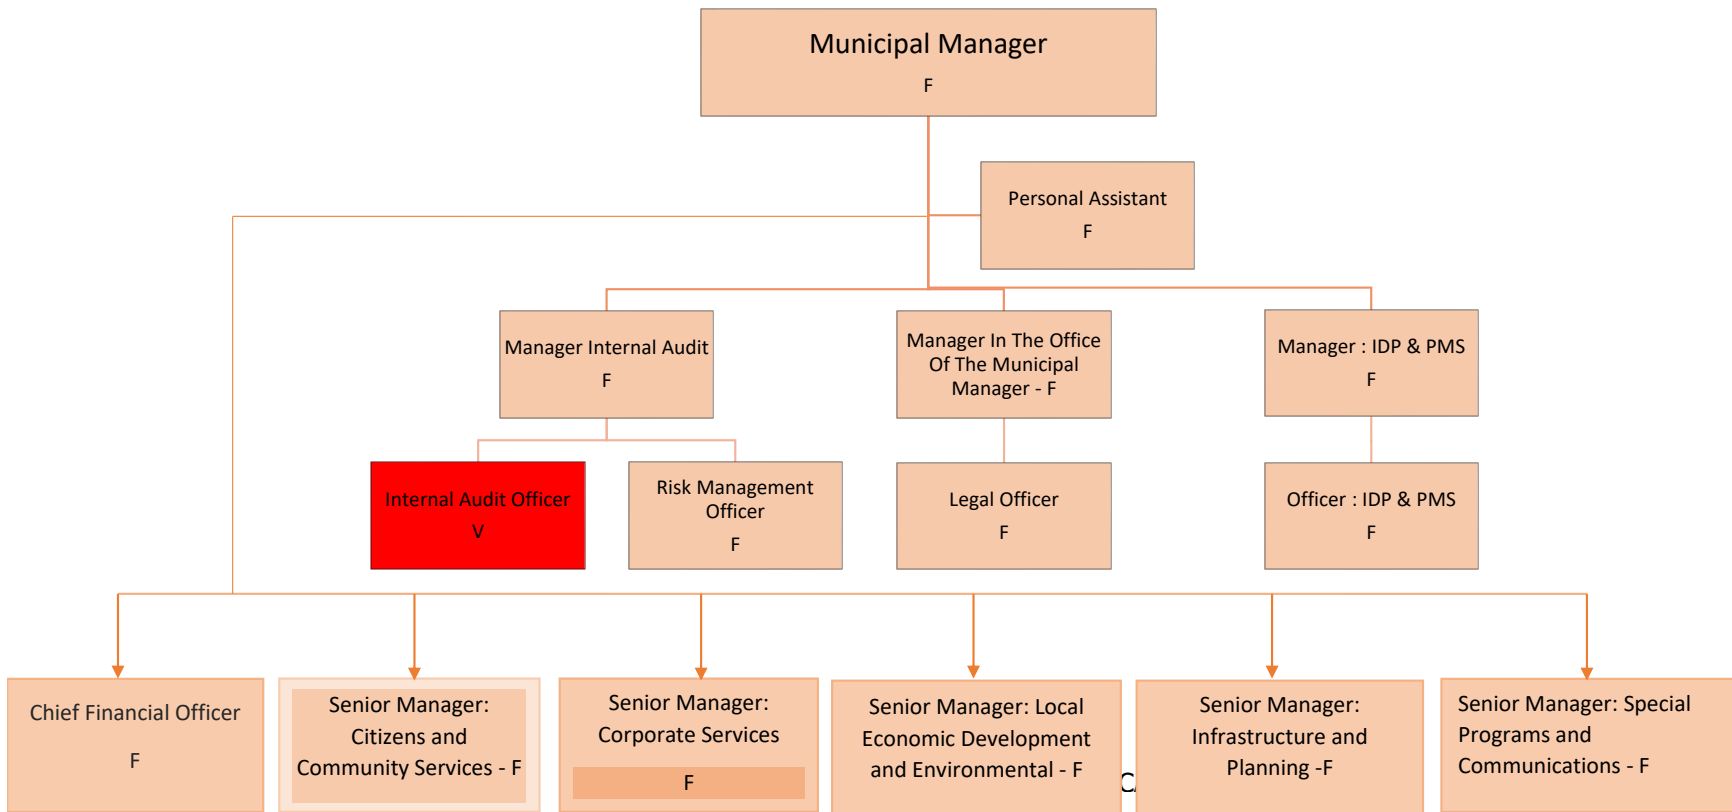 Municipal Manager
F
Personal Assistant
F
Manager Internal Audit
F
Manager In The Office
Of The Municipal
Manager - F
Manager : IDP & PMS
F
Internal Audit Officer
V
Risk Management
Officer
F
Legal Officer
F
Officer : IDP & PMS
F
Chief Financial Officer
F
Senior Manager:
Citizens and
Community Services - F
Senior Manager:
Corporate Services
F
Senior Manager: Local
Economic Development
and Environmental - F
Senior Manager:
Infrastructure and
Planning -F
Senior Manager: Special
Programs and
Communications - F